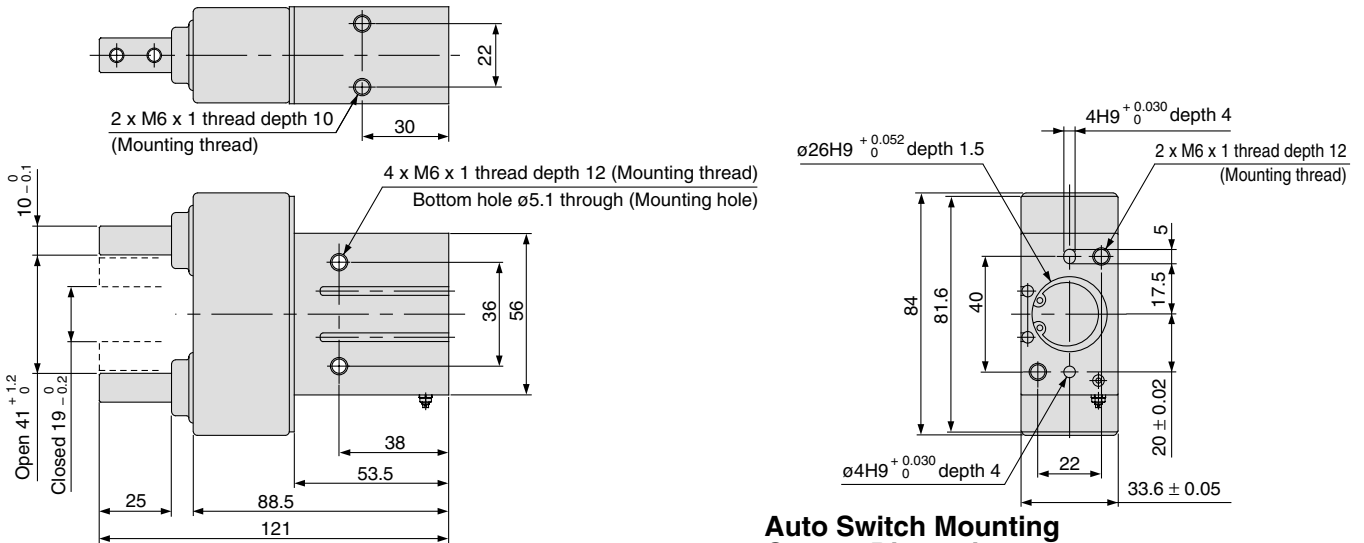 22
2 x M6 x 1 thread depth 10
(Mounting thread)
30
4 x M6 x 1 thread depth 12 (Mounting thread)
Bottom hole ø5.1 through (Mounting hole)
10 0 – 0.1
Open 41 + 1.2 0
Closed 19 0 – 0.2
36
56
38
53.5
25
88.5
121
4H9 + 0.030 0 depth 4
ø26H9 + 0.052 0 depth 1.5
2 x M6 x 1 thread depth 12
(Mounting thread)
84
81.6
40
5
17.5
20 ± 0.02
ø4H9 + 0.030 0 depth 4
22
33.6 ± 0.05
Auto Switch Mounting